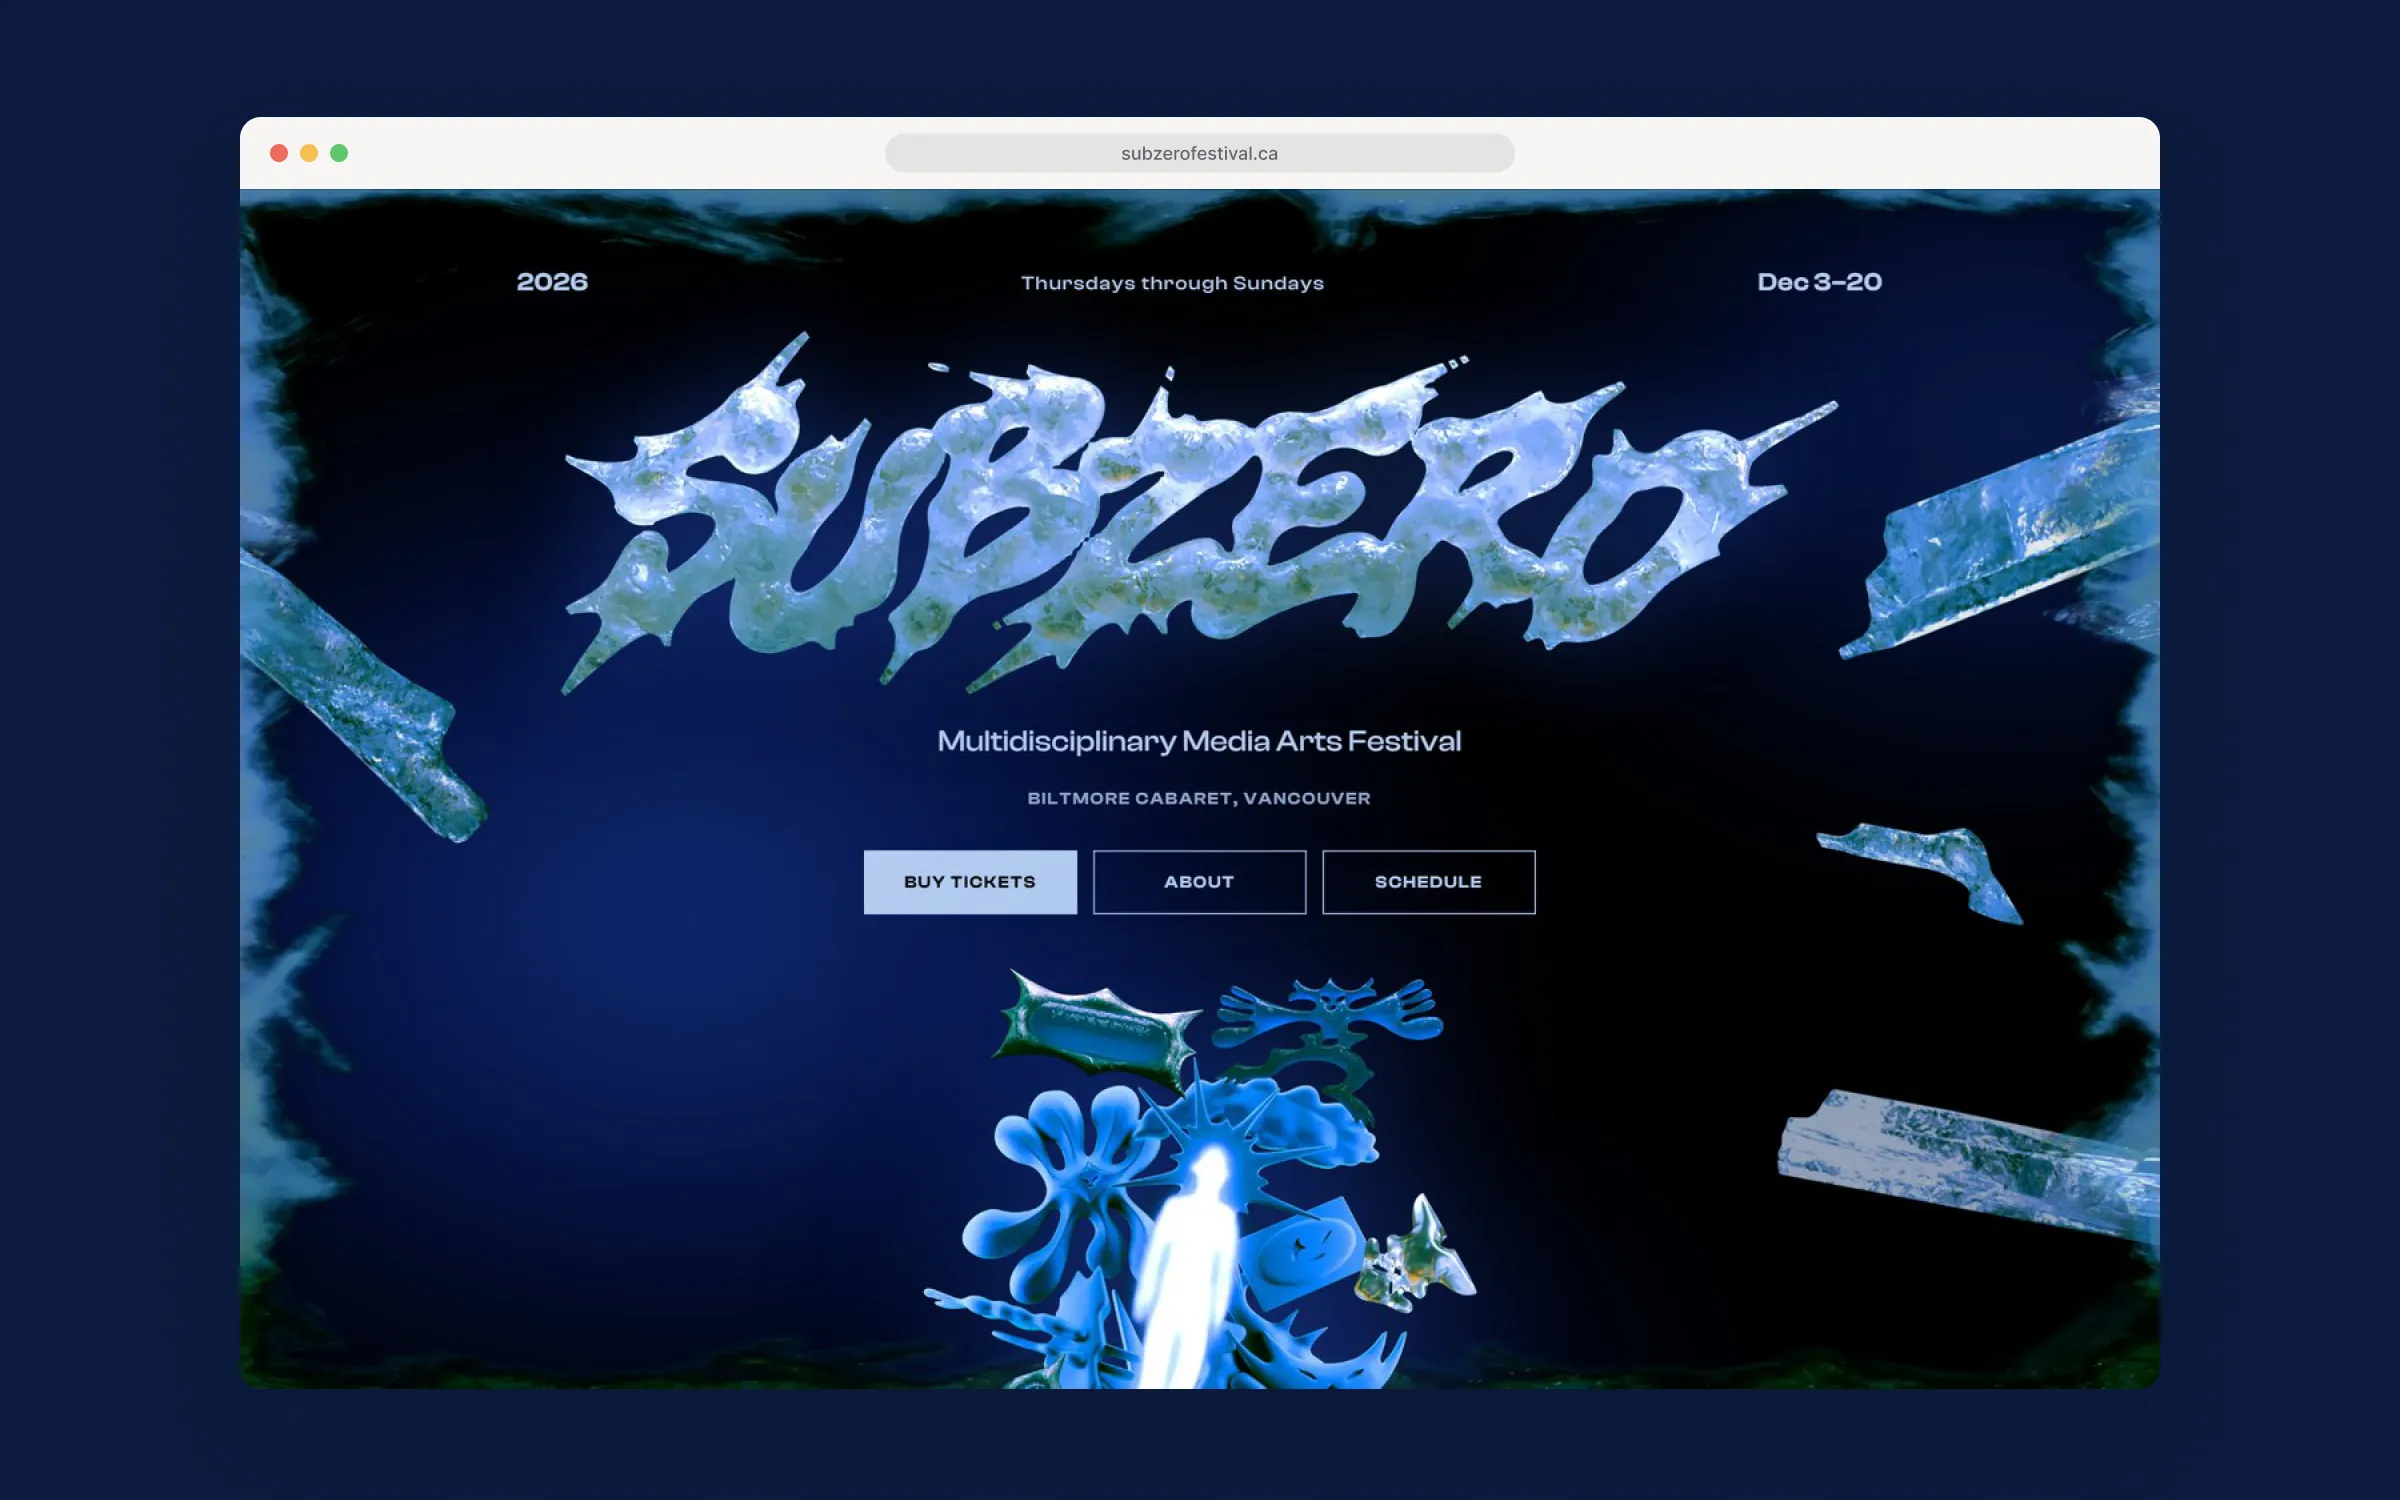 subzerofestival.ca
2026 Thursdays through Sundays Dec 3–20
SUBZERO
Multidisciplinary Media Arts Festival
BILTMORE CABARET, VANCOUVER
BUY TICKETS ABOUT SCHEDULE